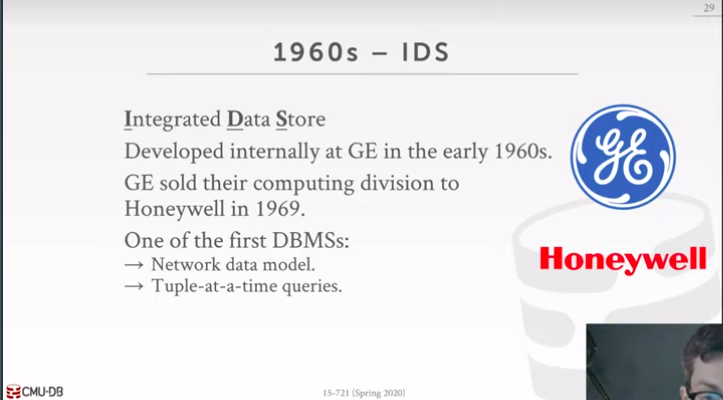 29
1960s – IDS
Integrated Data Store
Developed internally at GE in the early 1960s.
GE sold their computing division to
Honeywell in 1969.
One of the first DBMSs:
→ Network data model.
→ Tuple-at-a-time queries.
GE
Honeywell
CMU·DB
15-721 (Spring 2020)